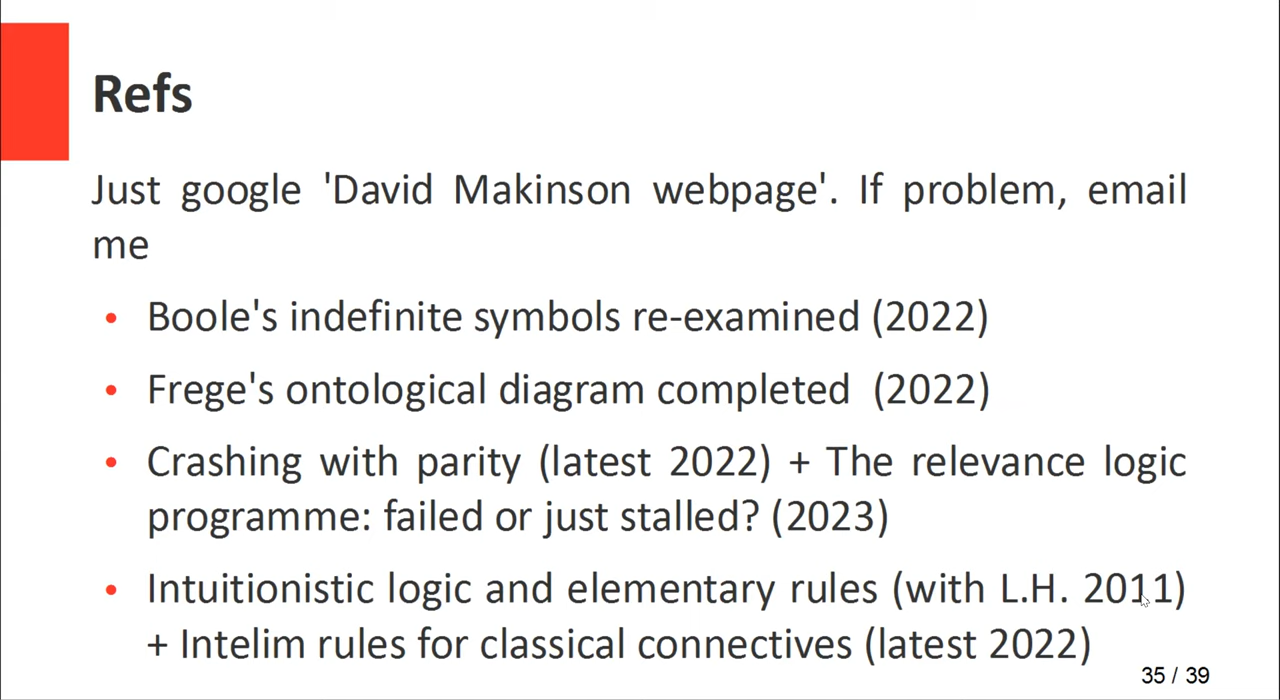 Refs
Just google 'David Makinson webpage'. If problem, email
me
• Boole's indefinite symbols re-examined (2022)
• Frege's ontological diagram completed (2022)
• Crashing with parity (latest 2022) + The relevance logic
programme: failed or just stalled? (2023)
• Intuitionistic logic and elementary rules (with L.H. 2011)
+ Intelim rules for classical connectives (latest 2022)
35 / 39